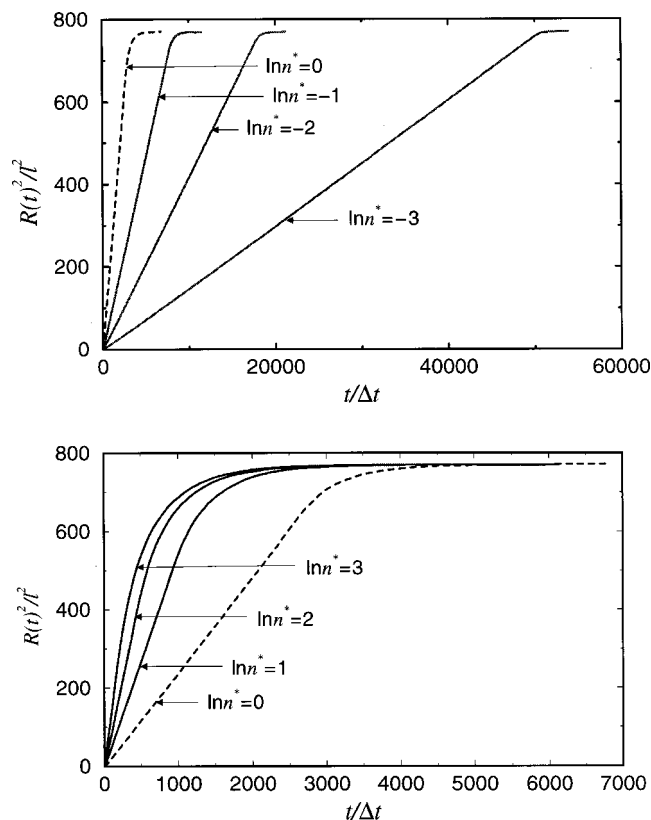 800
600
400
200
0
R(t)²/l²
ln n*=0
ln n*=−1
ln n*=−2
ln n*=−3
0 20000 40000 60000
t/Δt
800
600
400
200
0
R(t)²/l²
ln n*=3
ln n*=2
ln n*=1
ln n*=0
0 1000 2000 3000 4000 5000 6000 7000
t/Δt